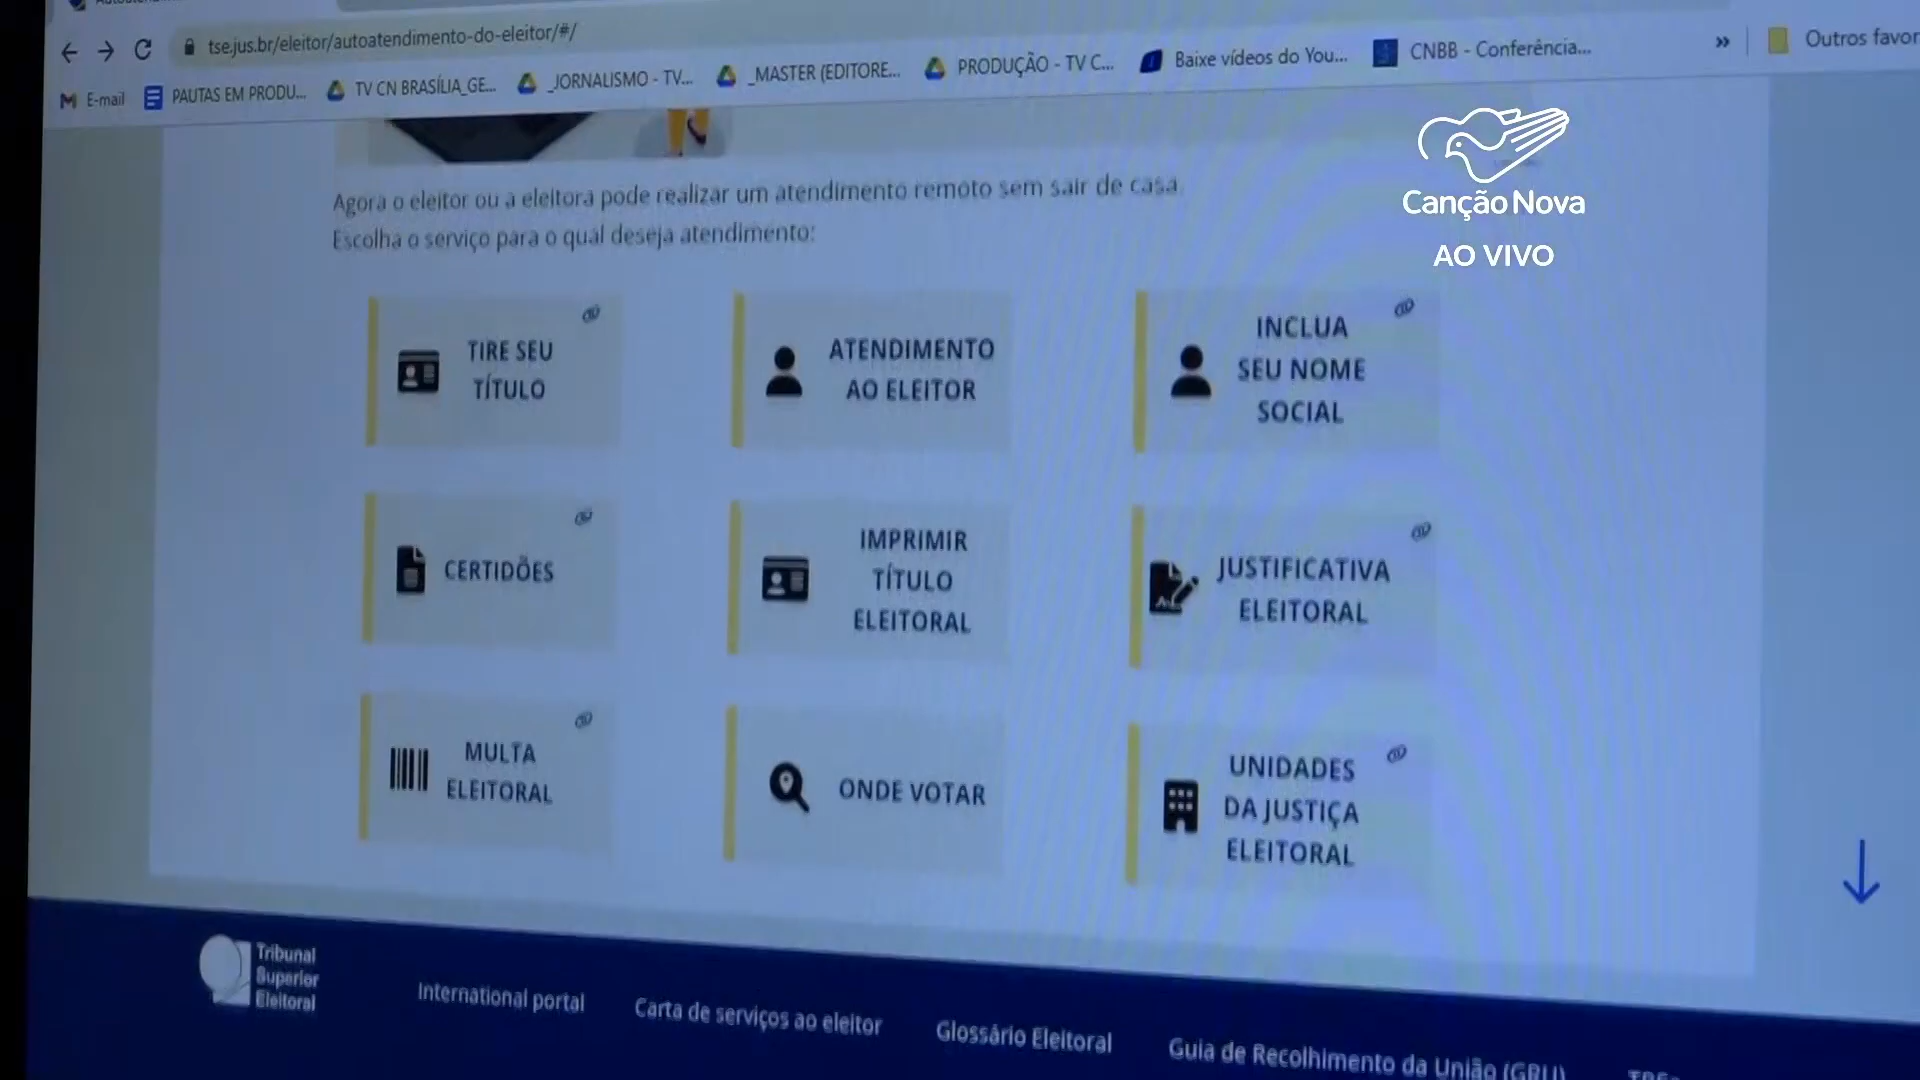 tse.jus.br/eleitor/autoatendimento-do-eleitor/#/
Outros favor
E-mail
PAUTAS EM PRODU...
TV CN BRASÍLIA_GE...
_JORNALISMO - TV...
_MASTER (EDITORE...
PRODUÇÃO - TV C...
Baixe vídeos do You...
CNBB - Conferência...
»
Canção Nova
AO VIVO
Agora o eleitor ou a eleitora pode realizar um atendimento remoto sem sair de casa.
Escolha o serviço para o qual deseja atendimento:
TIRE SEU
TÍTULO
ATENDIMENTO
AO ELEITOR
INCLUA
SEU NOME
SOCIAL
CERTIDÕES
IMPRIMIR
TÍTULO
ELEITORAL
JUSTIFICATIVA
ELEITORAL
MULTA
ELEITORAL
ONDE VOTAR
UNIDADES
DA JUSTIÇA
ELEITORAL
Tribunal
Superior
Eleitoral
International portal
Carta de serviços ao eleitor
Glossário Eleitoral
Guia de Recolhimento da União (GRU)